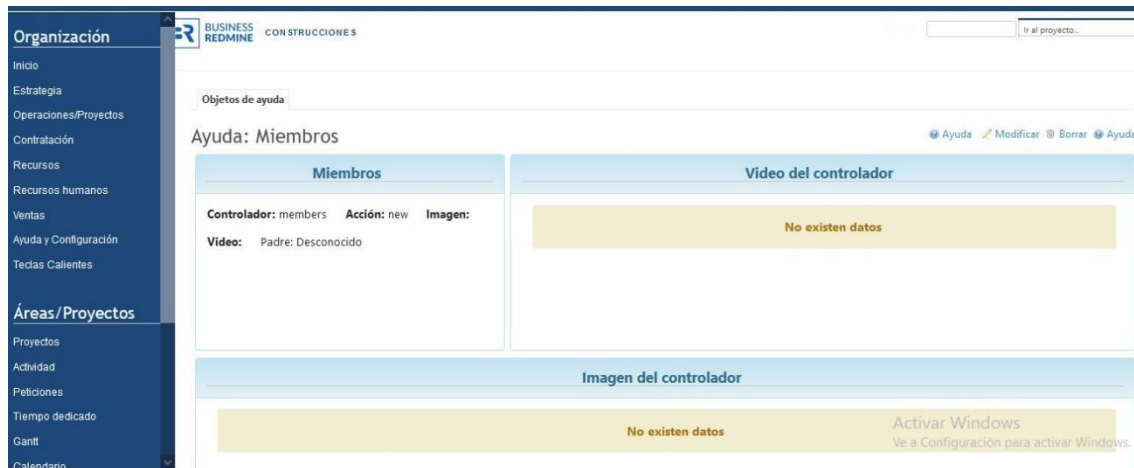 Organización
Inicio
Estrategia
Operaciones/Proyectos
Contratación
Recursos
Recursos humanos
Ventas
Ayuda y Configuración
Teclas Calientes
Áreas/Proyectos
Proyectos
Actividad
Peticiones
Tiempo dedicado
Gantt
Calendario
BUSINESS
REDMINE
CONSTRUCCIONES
Ir al proyecto...
Objetos de ayuda
Ayuda: Miembros
Ayuda Modificar Borrar Ayuda
Miembros
Controlador: members Acción: new Imagen:
Video: Padre: Desconocido
Video del controlador
No existen datos
Imagen del controlador
No existen datos
Activar Windows
Ve a Configuración para activar Windows.